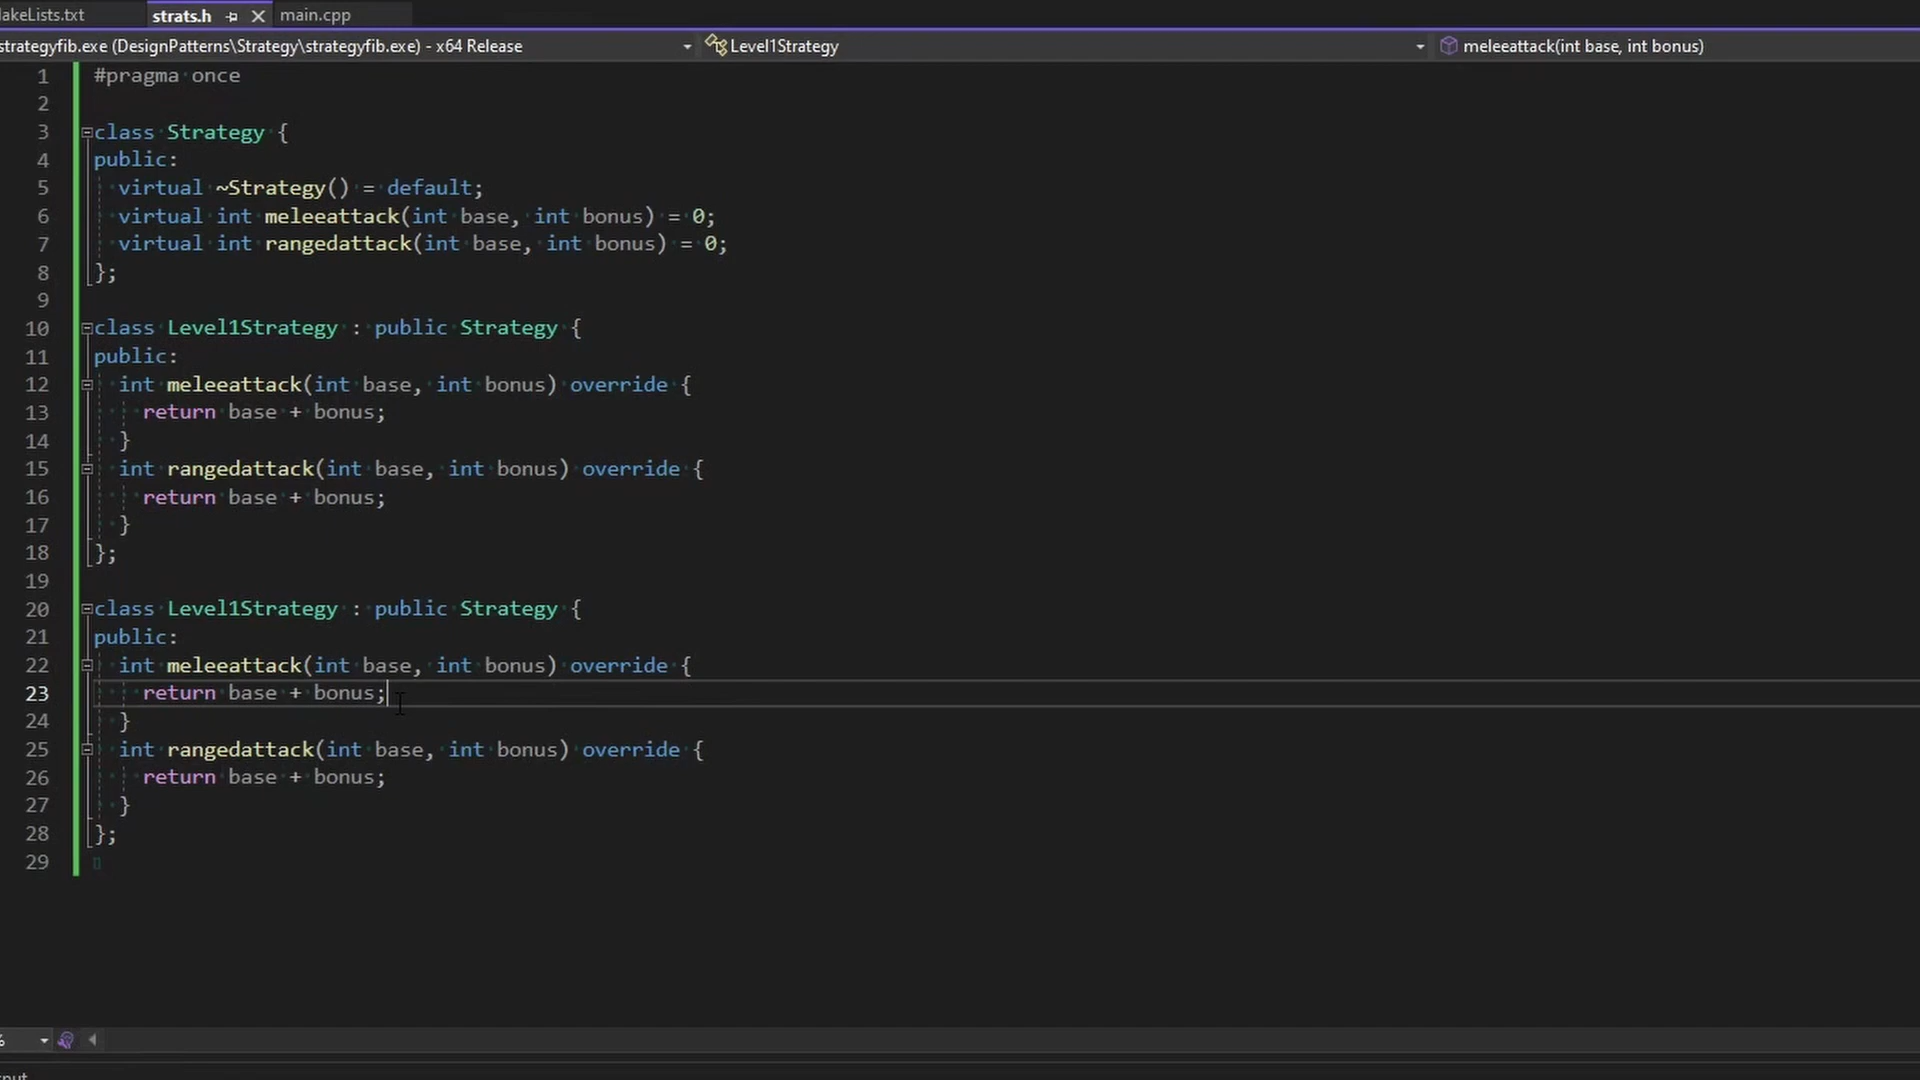 akeLists.txt strats.h main.cpp
strategyfib.exe (DesignPatterns\Strategy\strategyfib.exe) - x64 Release Level1Strategy meleeattack(int base, int bonus)
1 #pragma once
2
3 class Strategy {
4 public:
5 virtual ~Strategy() = default;
6 virtual int meleeattack(int base, int bonus) = 0;
7 virtual int rangedattack(int base, int bonus) = 0;
8 };
9
10 class Level1Strategy : public Strategy {
11 public:
12 int meleeattack(int base, int bonus) override {
13 return base + bonus;
14 }
15 int rangedattack(int base, int bonus) override {
16 return base + bonus;
17 }
18 };
19
20 class Level1Strategy : public Strategy {
21 public:
22 int meleeattack(int base, int bonus) override {
23 return base + bonus;
24 }
25 int rangedattack(int base, int bonus) override {
26 return base + bonus;
27 }
28 };
29
%